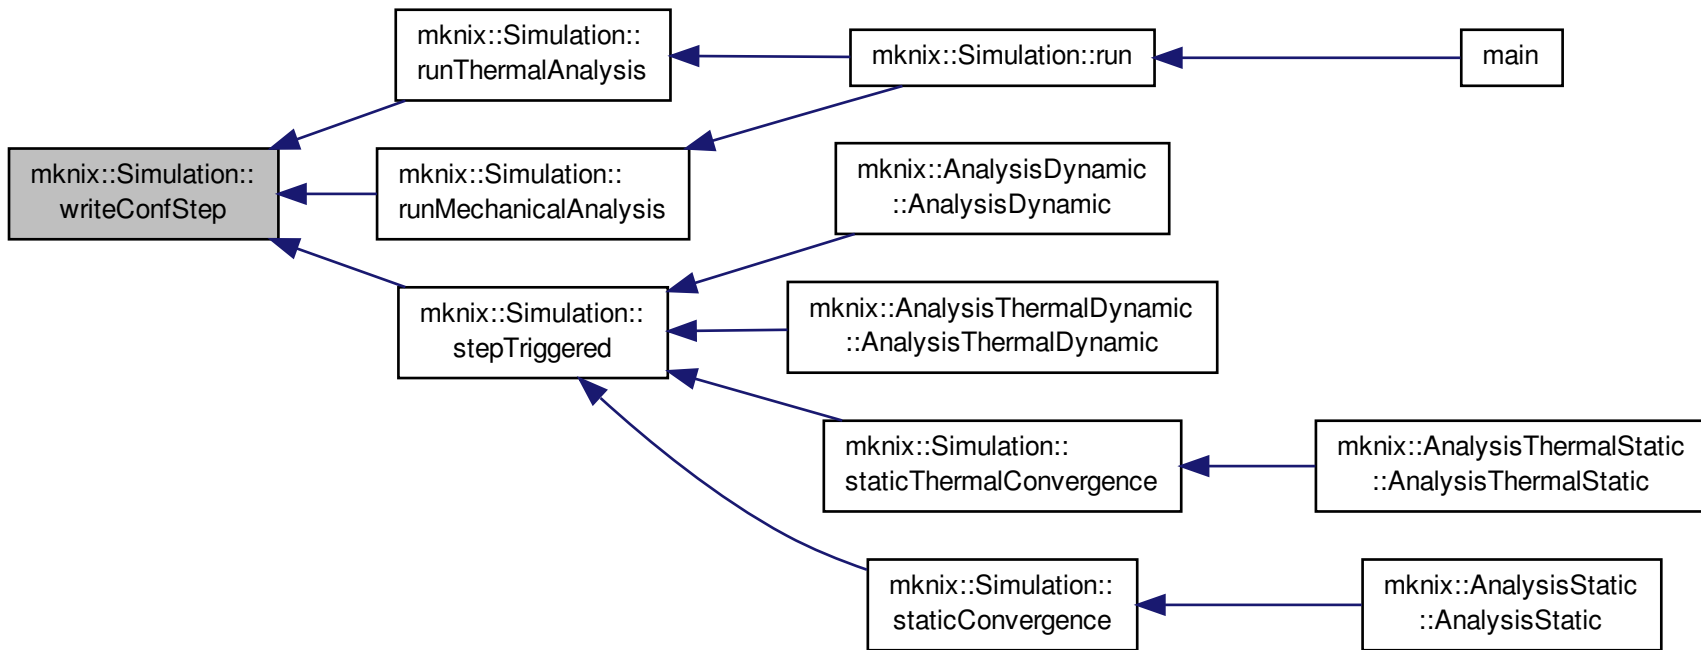 mknix::Simulation::
runThermalAnalysis
mknix::Simulation::run
main
mknix::Simulation::
writeConfStep
mknix::Simulation::
runMechanicalAnalysis
mknix::AnalysisDynamic
::AnalysisDynamic
mknix::Simulation::
stepTriggered
mknix::AnalysisThermalDynamic
::AnalysisThermalDynamic
mknix::Simulation::
staticThermalConvergence
mknix::AnalysisThermalStatic
::AnalysisThermalStatic
mknix::Simulation::
staticConvergence
mknix::AnalysisStatic
::AnalysisStatic